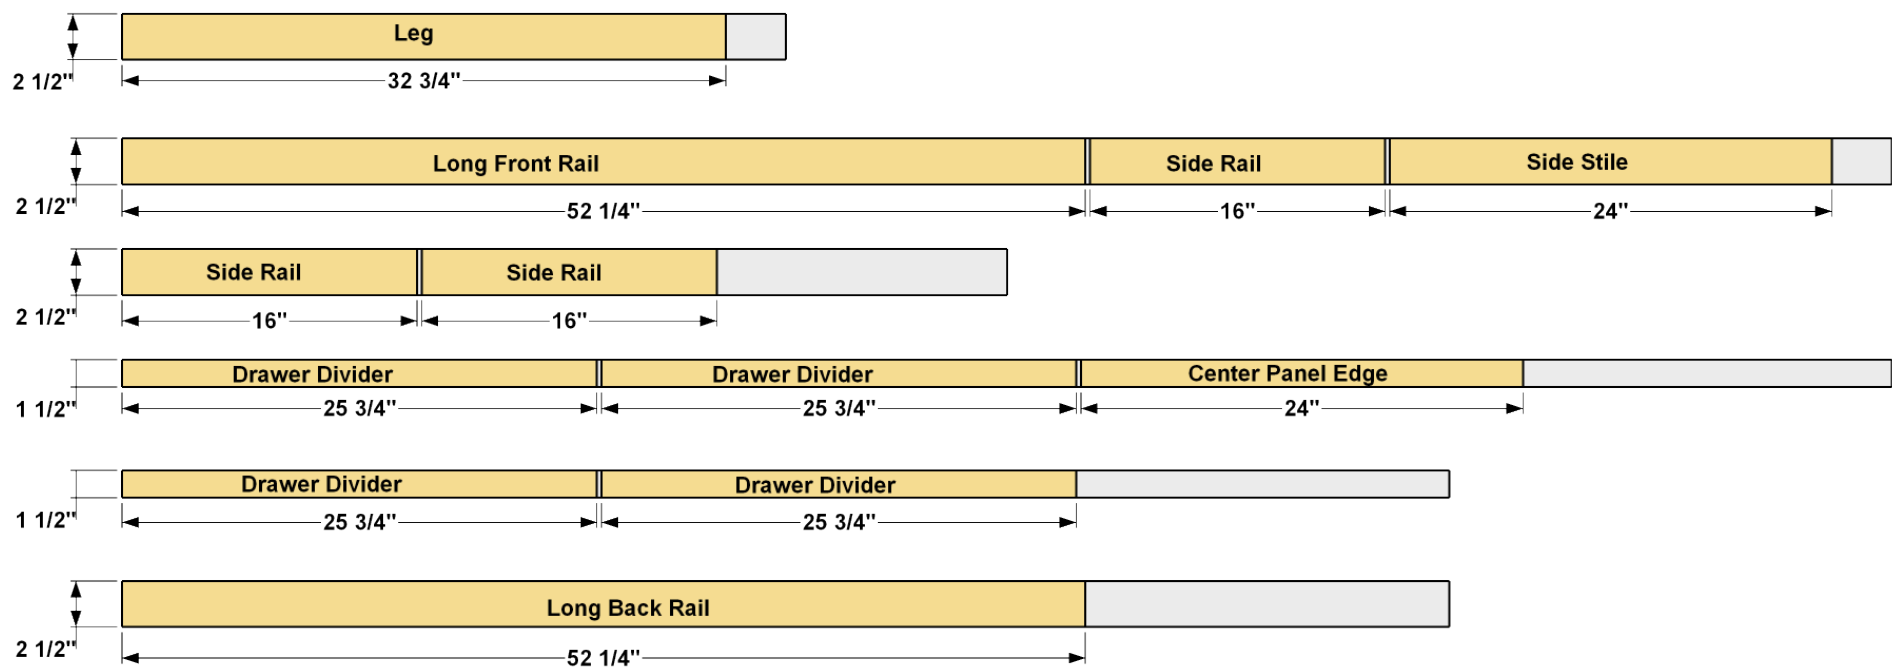 Leg
2 1/2"
32 3/4"
Long Front Rail Side Rail Side Stile
2 1/2"
52 1/4" 16" 24"
Side Rail Side Rail
2 1/2"
16" 16"
Drawer Divider Drawer Divider Center Panel Edge
1 1/2"
25 3/4" 25 3/4" 24"
Drawer Divider Drawer Divider
1 1/2"
25 3/4" 25 3/4"
Long Back Rail
2 1/2"
52 1/4"